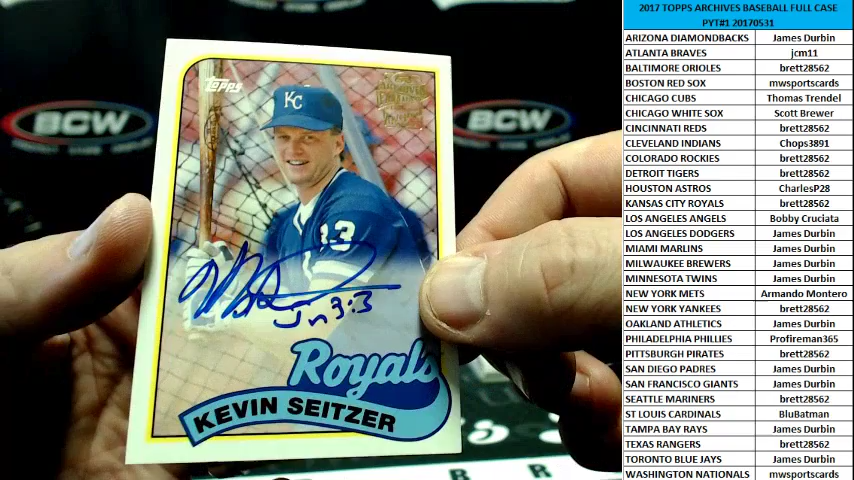 BCW
BCW
topps
ARCHIVES
KC
33
Jn 3:3
Royals
KEVIN SEITZER
B R
2017 TOPPS ARCHIVES BASEBALL FULL CASE
PYT#1 20170531
ARIZONA DIAMONDBACKS James Durbin
ATLANTA BRAVES jcm11
BALTIMORE ORIOLES brett28562
BOSTON RED SOX mwsportscards
CHICAGO CUBS Thomas Trendel
CHICAGO WHITE SOX Scott Brewer
CINCINNATI REDS brett28562
CLEVELAND INDIANS Chops3891
COLORADO ROCKIES brett28562
DETROIT TIGERS brett28562
HOUSTON ASTROS CharlesP28
KANSAS CITY ROYALS brett28562
LOS ANGELES ANGELS Bobby Cruciata
LOS ANGELES DODGERS James Durbin
MIAMI MARLINS James Durbin
MILWAUKEE BREWERS James Durbin
MINNESOTA TWINS James Durbin
NEW YORK METS Armando Montero
NEW YORK YANKEES brett28562
OAKLAND ATHLETICS James Durbin
PHILADELPHIA PHILLIES Profireman365
PITTSBURGH PIRATES brett28562
SAN DIEGO PADRES James Durbin
SAN FRANCISCO GIANTS James Durbin
SEATTLE MARINERS brett28562
ST LOUIS CARDINALS BluBatman
TAMPA BAY RAYS James Durbin
TEXAS RANGERS brett28562
TORONTO BLUE JAYS James Durbin
WASHINGTON NATIONALS mwsportscards